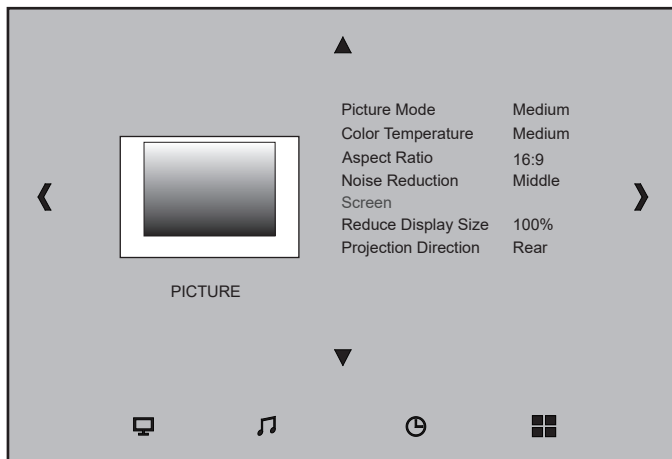 Picture Mode Medium
Color Temperature Medium
Aspect Ratio 16:9
Noise Reduction Middle
Screen
Reduce Display Size 100%
Projection Direction Rear
PICTURE